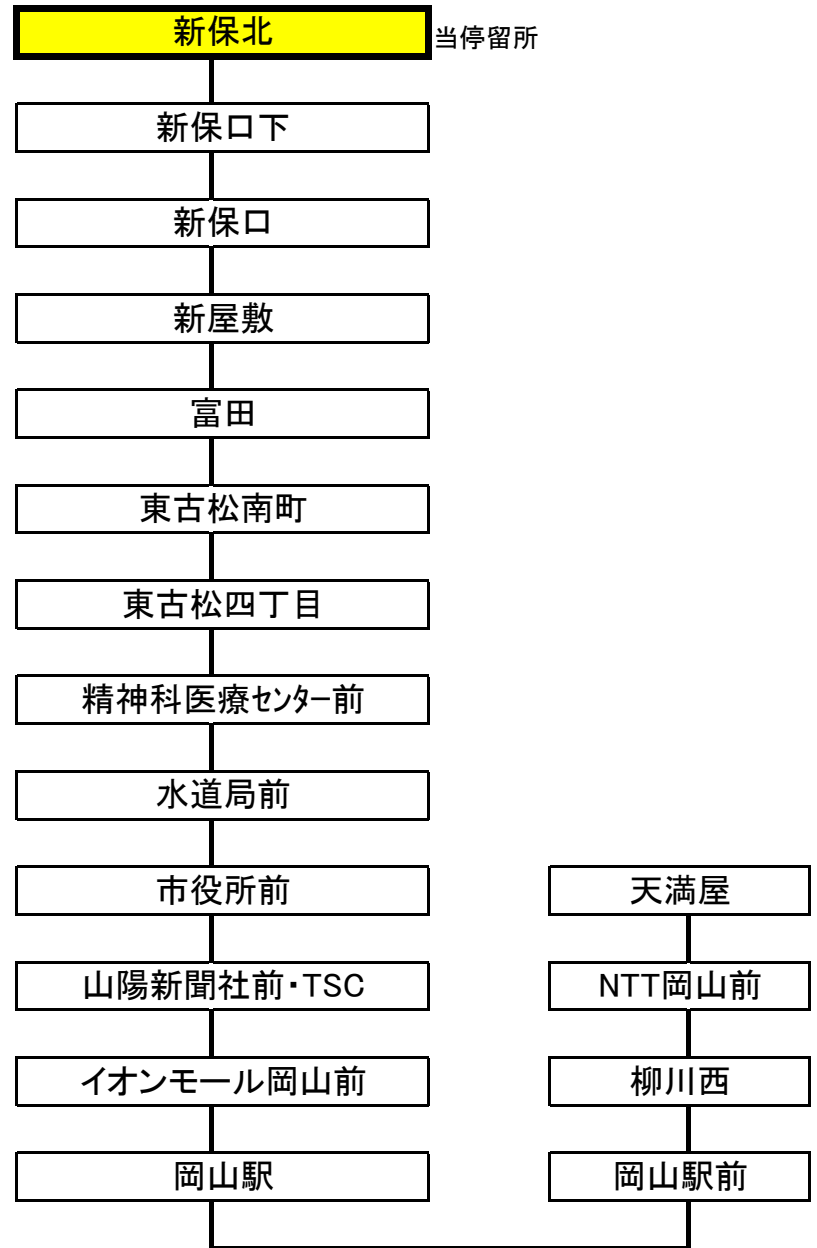 新保北
当停留所
新保口下
新保口
新屋敷
富田
東古松南町
東古松四丁目
精神科医療ｾﾝﾀｰ前
水道局前
市役所前
山陽新聞社前・TSC
イオンモール岡山前
岡山駅
天満屋
NTT岡山前
柳川西
岡山駅前